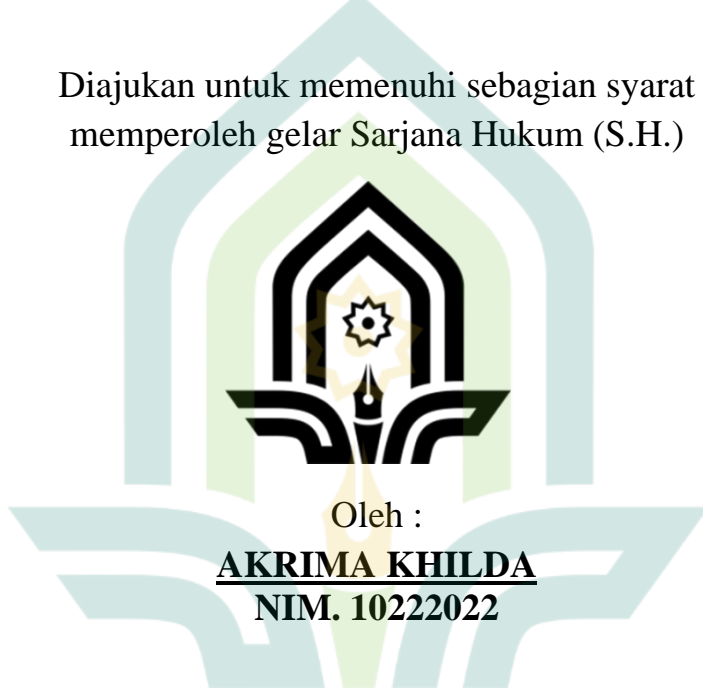 Diajukan untuk memenuhi sebagian syarat
memperoleh gelar Sarjana Hukum (S.H.)
Oleh :
AKRIMA KHILDA
NIM. 10222022